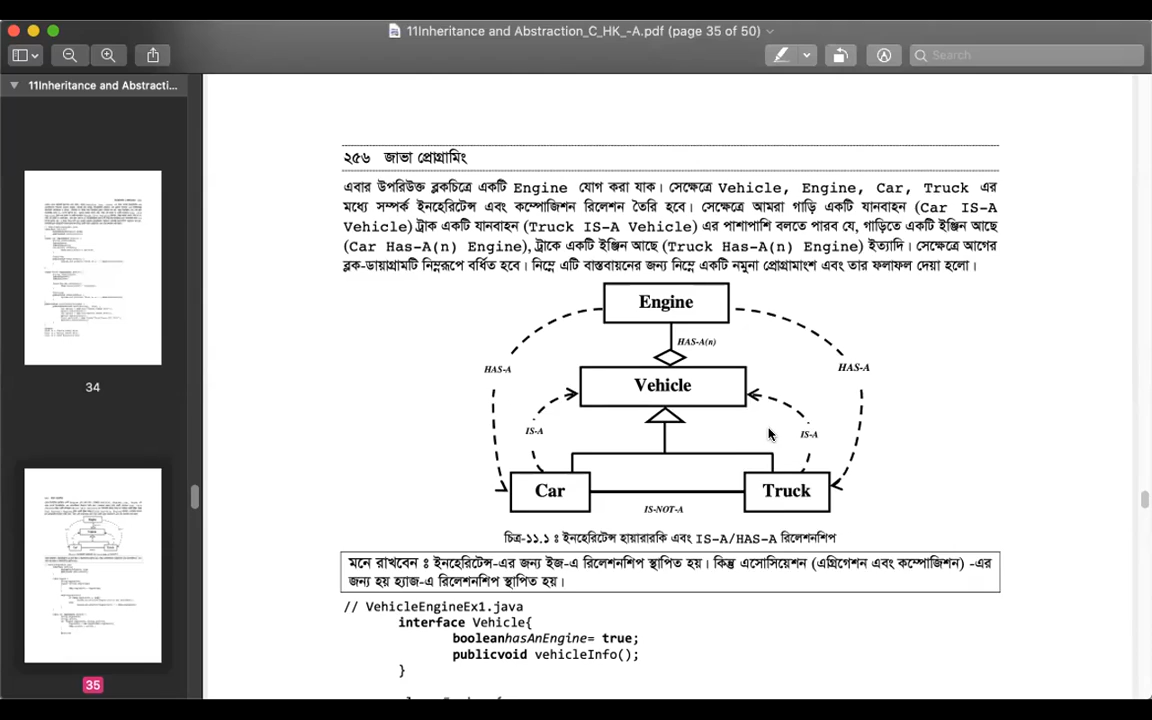 11Inheritance and Abstraction_C_HK_-A.pdf (page 35 of 50)
Search
11Inheritance and Abstracti...
34
35
২৫৬ জাভা প্রোগ্রামিং
এবার উপরিউক্ত ব্লকচিত্রে একটি Engine যোগ করা যাক। সেক্ষেত্রে Vehicle, Engine, Car, Truck এর
মধ্যে সম্পর্ক ইনহেরিটেন্স এবং কম্পোজিশন রিলেশন তৈরি হবে। সেক্ষেত্রে আমরা গাড়ি একটি যানবাহন (Car IS-A
Vehicle) ট্রাক একটি যানবাহন (Truck IS-A Vehicle) এর পাশাপাশি বলতে পারব যে, গাড়িতে একটি ইঞ্জিন আছে
(Car Has-A(n) Engine), ট্রাকে একটি ইঞ্জিন আছে (Truck Has-A(n) Engine) ইত্যাদি। সেক্ষেত্রে আগের
ব্লক-ডায়াগ্রামটি নিম্নরূপে বর্ধিত হবে। নিম্নে এটি বাস্তবায়নের জন্য নিম্নে একটি নমুনা প্রোগ্রামাংশ এবং তার ফলাফল দেয়া হলো।
Engine
HAS-A(n)
HAS-A
HAS-A
Vehicle
IS-A
IS-A
Car
Truck
IS-NOT-A
চিত্র-১১.১ ঃ ইনহেরিটেন্স হায়ারারকি এবং IS-A/HAS-A রিলেশনশিপ
মনে রাখবেন ঃ ইনহেরিটেন্স-এর জন্য ইজ-এ রিলেশনশিপ স্থাপিত হয়। কিন্তু এসোসিয়েশন (এগ্রিগেশন এবং কম্পোজিশন) -এর
জন্য হয় হ্যাজ-এ রিলেশনশিপ স্থাপিত হয়।
// VehicleEngineEx1.java
interface Vehicle{
booleanhasAnEngine= true;
publicvoid vehicleInfo();
}